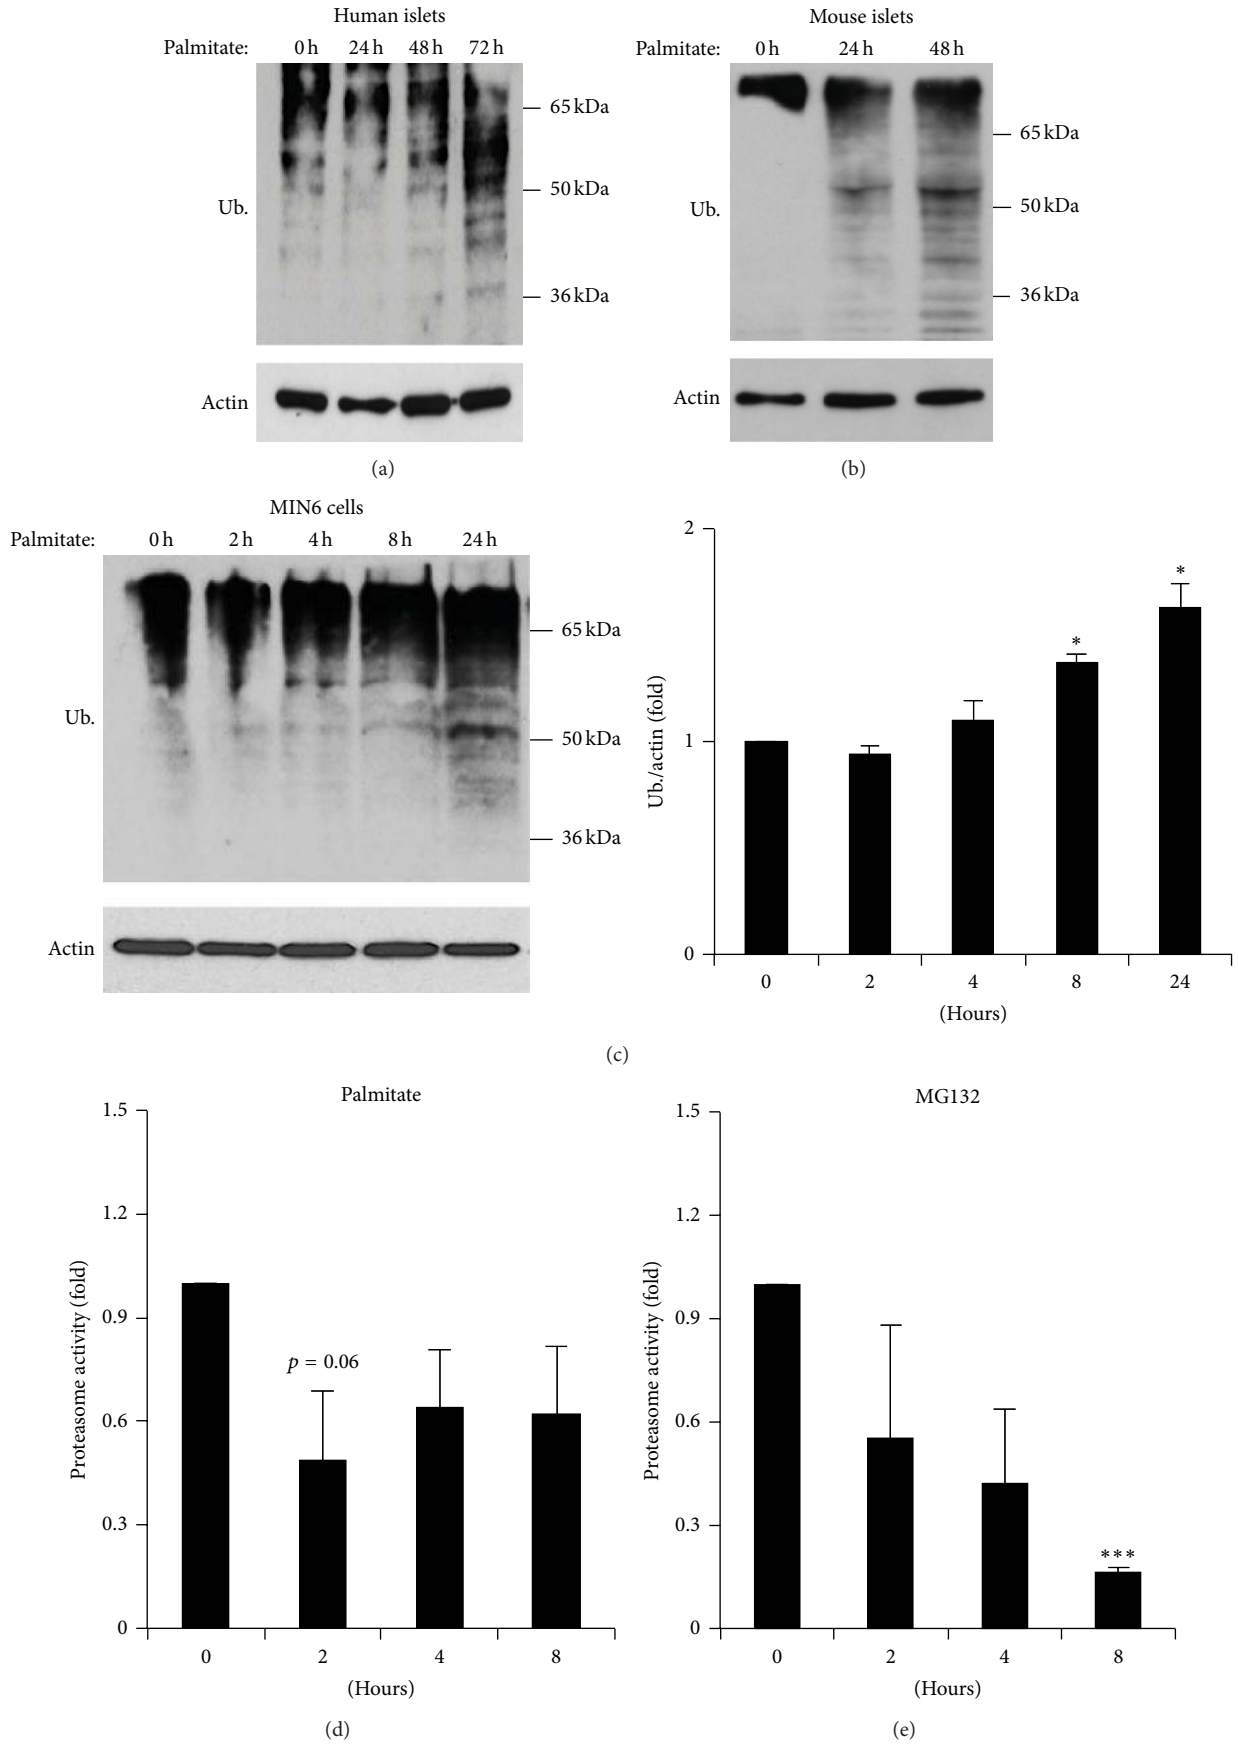 Human islets
Palmitate: 0 h 24 h 48 h 72 h
65 kDa
50 kDa
Ub.
36 kDa
Actin
(a)
Mouse islets
Palmitate: 0 h 24 h 48 h
65 kDa
50 kDa
Ub.
36 kDa
Actin
(b)
MIN6 cells
Palmitate: 0 h 2 h 4 h 8 h 24 h
65 kDa
Ub.
50 kDa
36 kDa
Actin
2
1
0
Ub./actin (fold)
*
*
0 2 4 8 24
(Hours)
(c)
Palmitate
1.5
1.2
0.9
0.6
0.3
0
Proteasome activity (fold)
p = 0.06
0 2 4 8
(Hours)
(d)
MG132
1.5
1.2
0.9
0.6
0.3
0
Proteasome activity (fold)
***
0 2 4 8
(Hours)
(e)